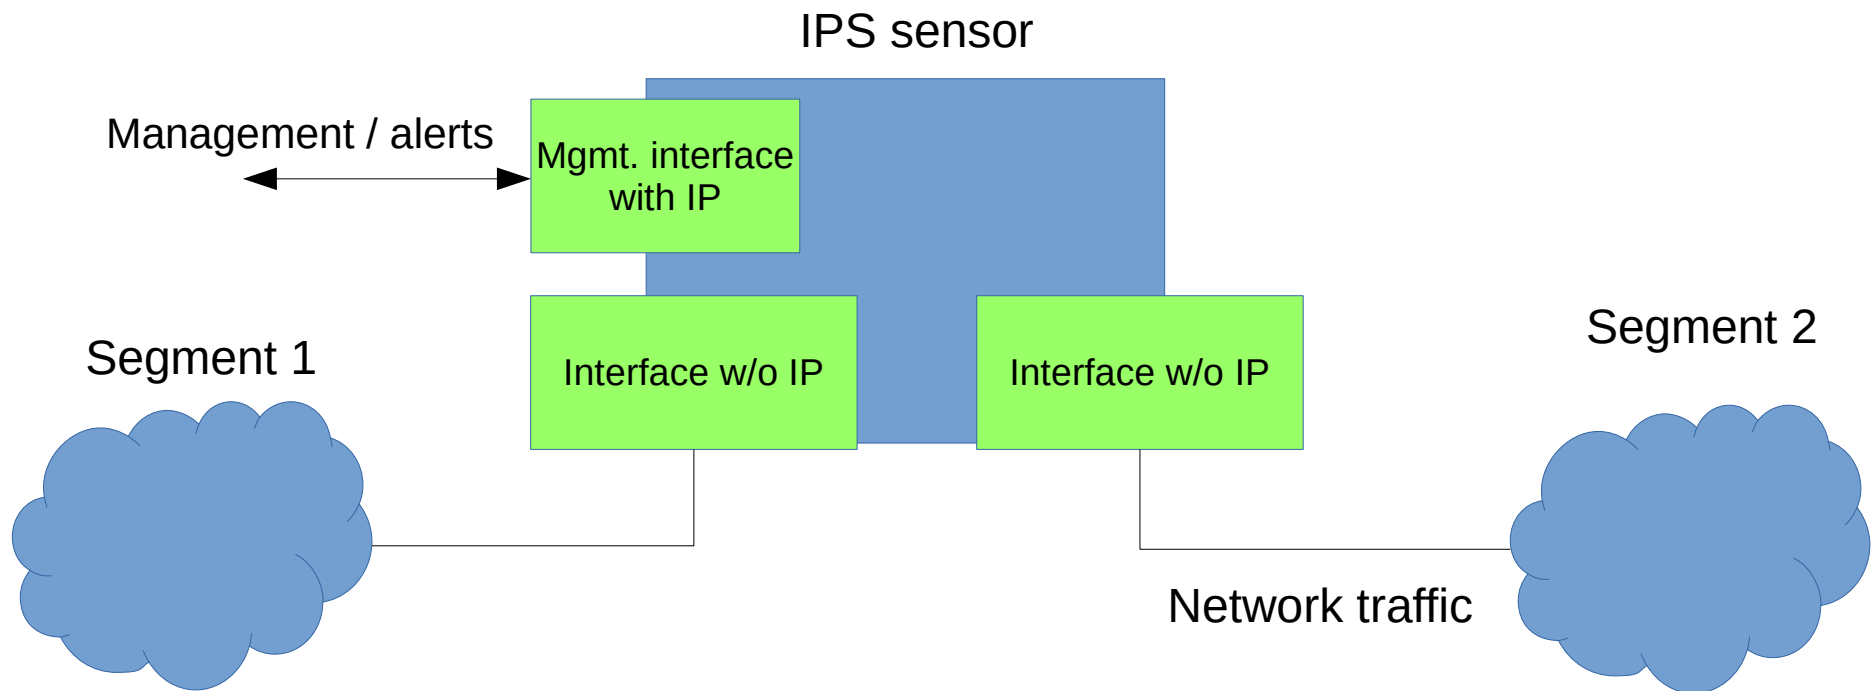 IPS sensor
Management / alerts
Mgmt. interface
with IP
Segment 1
Interface w/o IP
Interface w/o IP
Segment 2
Network traffic